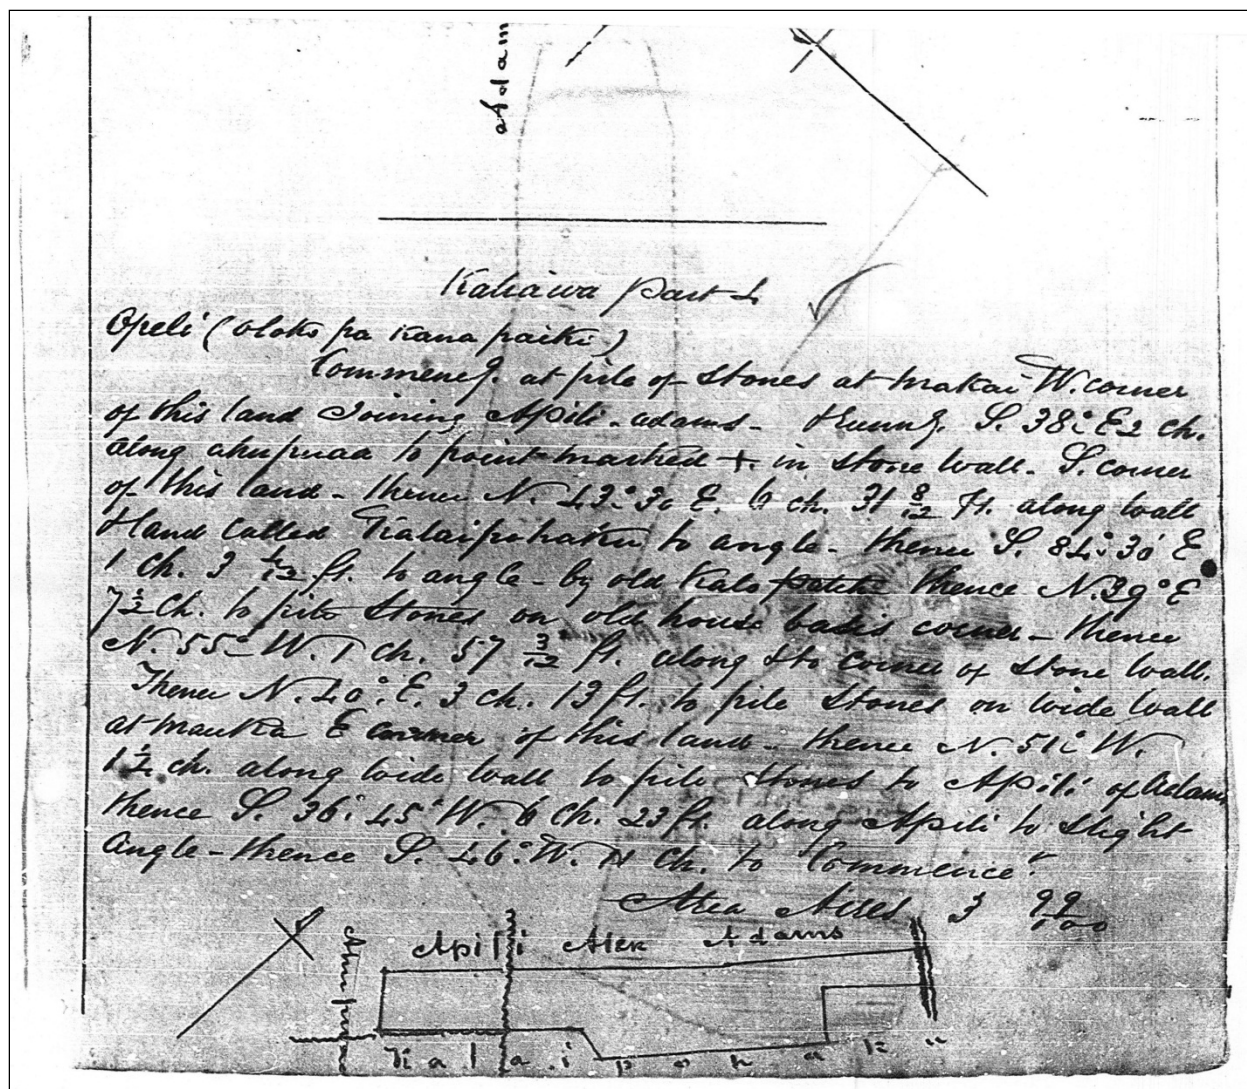 Adam
Kahawa Part 4
Apeli (Oloko pa Kana paiki)
Commencg. at pile of Stones at makai W. corner
of this land Joining Apili. Adams - Runng. S. 38° E 2 ch.
along ahupuaa to point marked +. in Stone Wall. S. corner
of this land - thence N. 43° 30 E. 6 ch. 31 8/12 ft. along wall
& land called Kalaipohaku to angle - thence S. 84° 30' E
1 Ch. 3 4/12 ft. to angle - by old Kalo patch thence N. 39° E
7 1/2 Ch. to pile Stones on old house basis corner - thence
N. 55° W. 1 ch. 57 3/12 ft. along to corner of stone wall.
Thence N. 40° E. 3 ch. 13 ft. to pile Stones on wide wall
at mauka E corner of this land - thence N. 51° W.
1 1/2 ch. along wide wall to pile stones to Apili of Adams
thence S. 36° 45' W. 6 Ch. 23 ft. along Apili to slight
Angle - thence S. 46° W. 11 Ch. to Commence.
Area Acres 3 99/100
Apili Alex Adams
Ahupuaa
Kalaipohaku